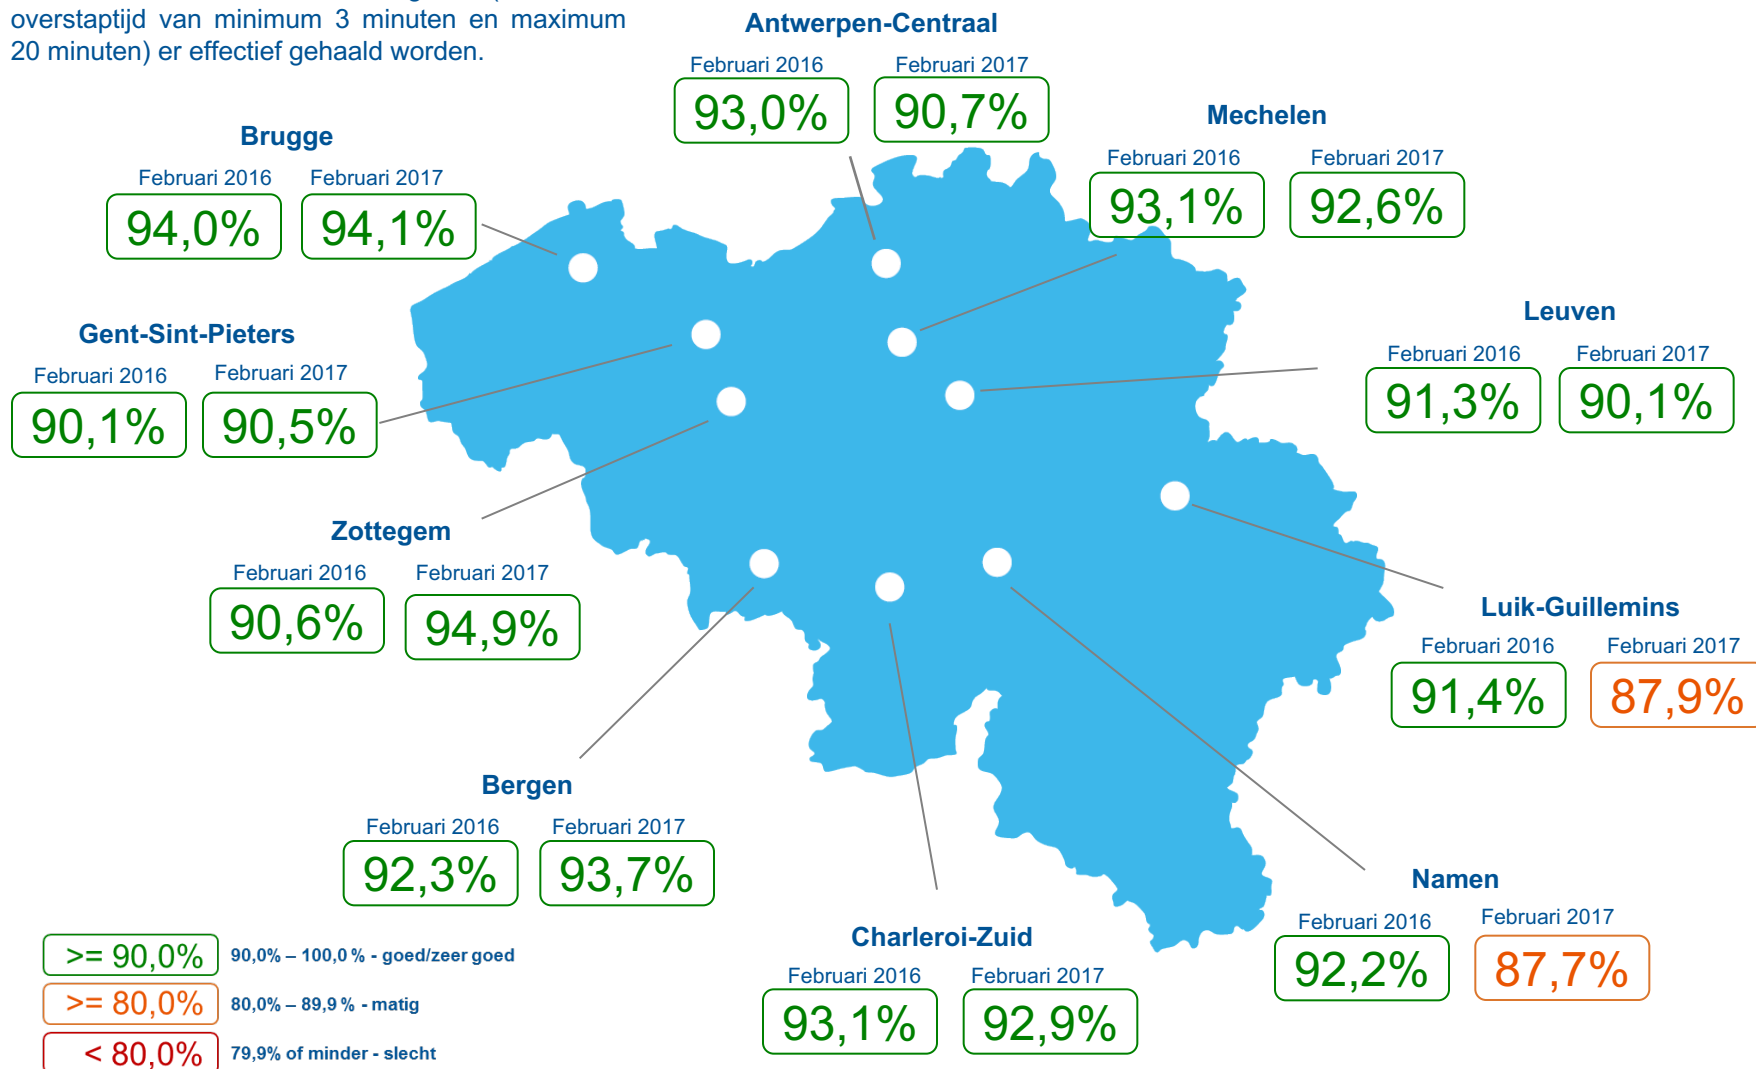 overstaptijd van minimum 3 minuten en maximum
20 minuten) er effectief gehaald worden.
Antwerpen-Centraal
Februari 2016 Februari 2017
93,0% 90,7%
Brugge
Februari 2016 Februari 2017
94,0% 94,1%
Mechelen
Februari 2016 Februari 2017
93,1% 92,6%
Gent-Sint-Pieters
Februari 2016 Februari 2017
90,1% 90,5%
Leuven
Februari 2016 Februari 2017
91,3% 90,1%
Zottegem
Februari 2016 Februari 2017
90,6% 94,9%
Luik-Guillemins
Februari 2016 Februari 2017
91,4% 87,9%
Bergen
Februari 2016 Februari 2017
92,3% 93,7%
Namen
Februari 2016 Februari 2017
92,2% 87,7%
Charleroi-Zuid
Februari 2016 Februari 2017
93,1% 92,9%
>= 90,0% 90,0% – 100,0 % - goed/zeer goed
>= 80,0% 80,0% – 89,9 % - matig
< 80,0% 79,9% of minder - slecht